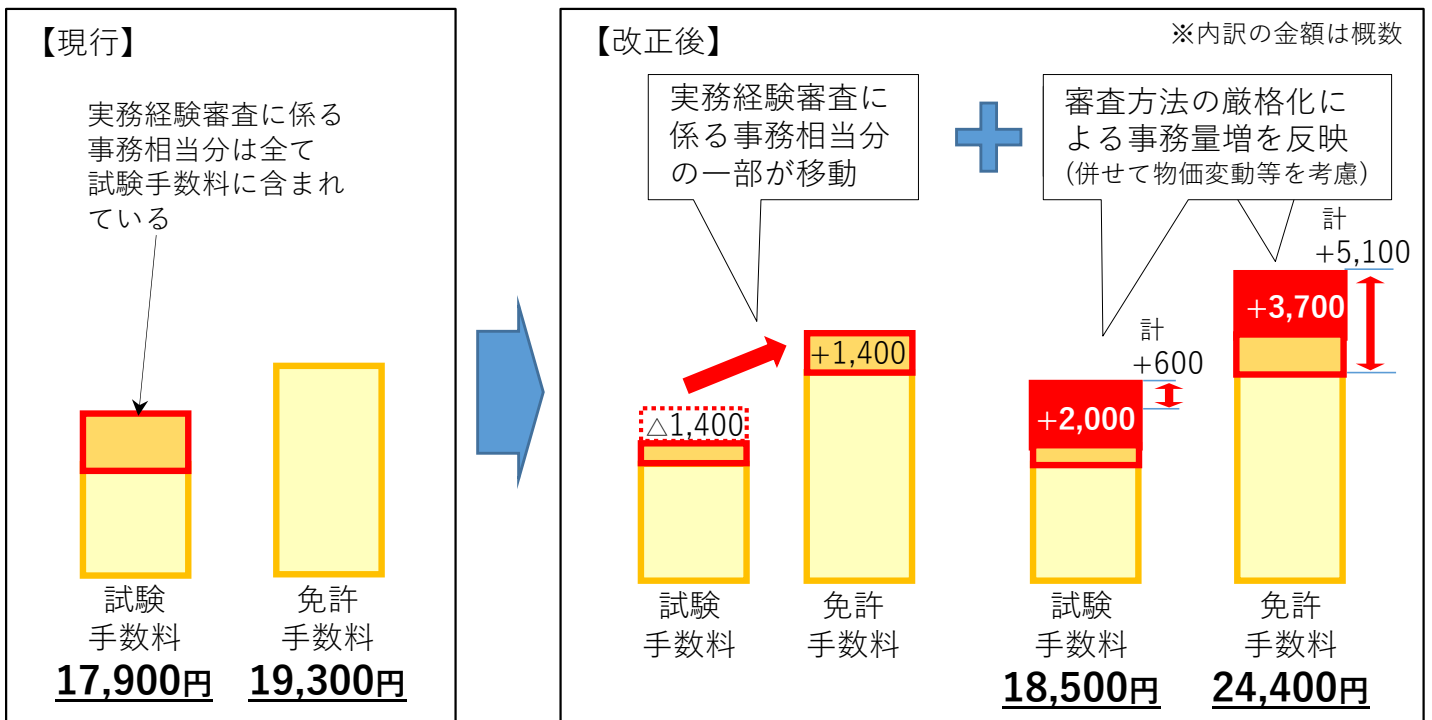 【現行】
実務経験審査に係る
事務相当分は全て
試験手数料に含まれ
ている
試験
手数料
17,900円
免許
手数料
19,300円
【改正後】
※内訳の金額は概数
実務経験審査に
係る事務相当分
の一部が移動
審査方法の厳格化に
よる事務量増を反映
(併せて物価変動等を考慮)
△1,400
+1,400
計
+600
+2,000
計
+5,100
+3,700
試験
手数料
免許
手数料
試験
手数料
18,500円
免許
手数料
24,400円